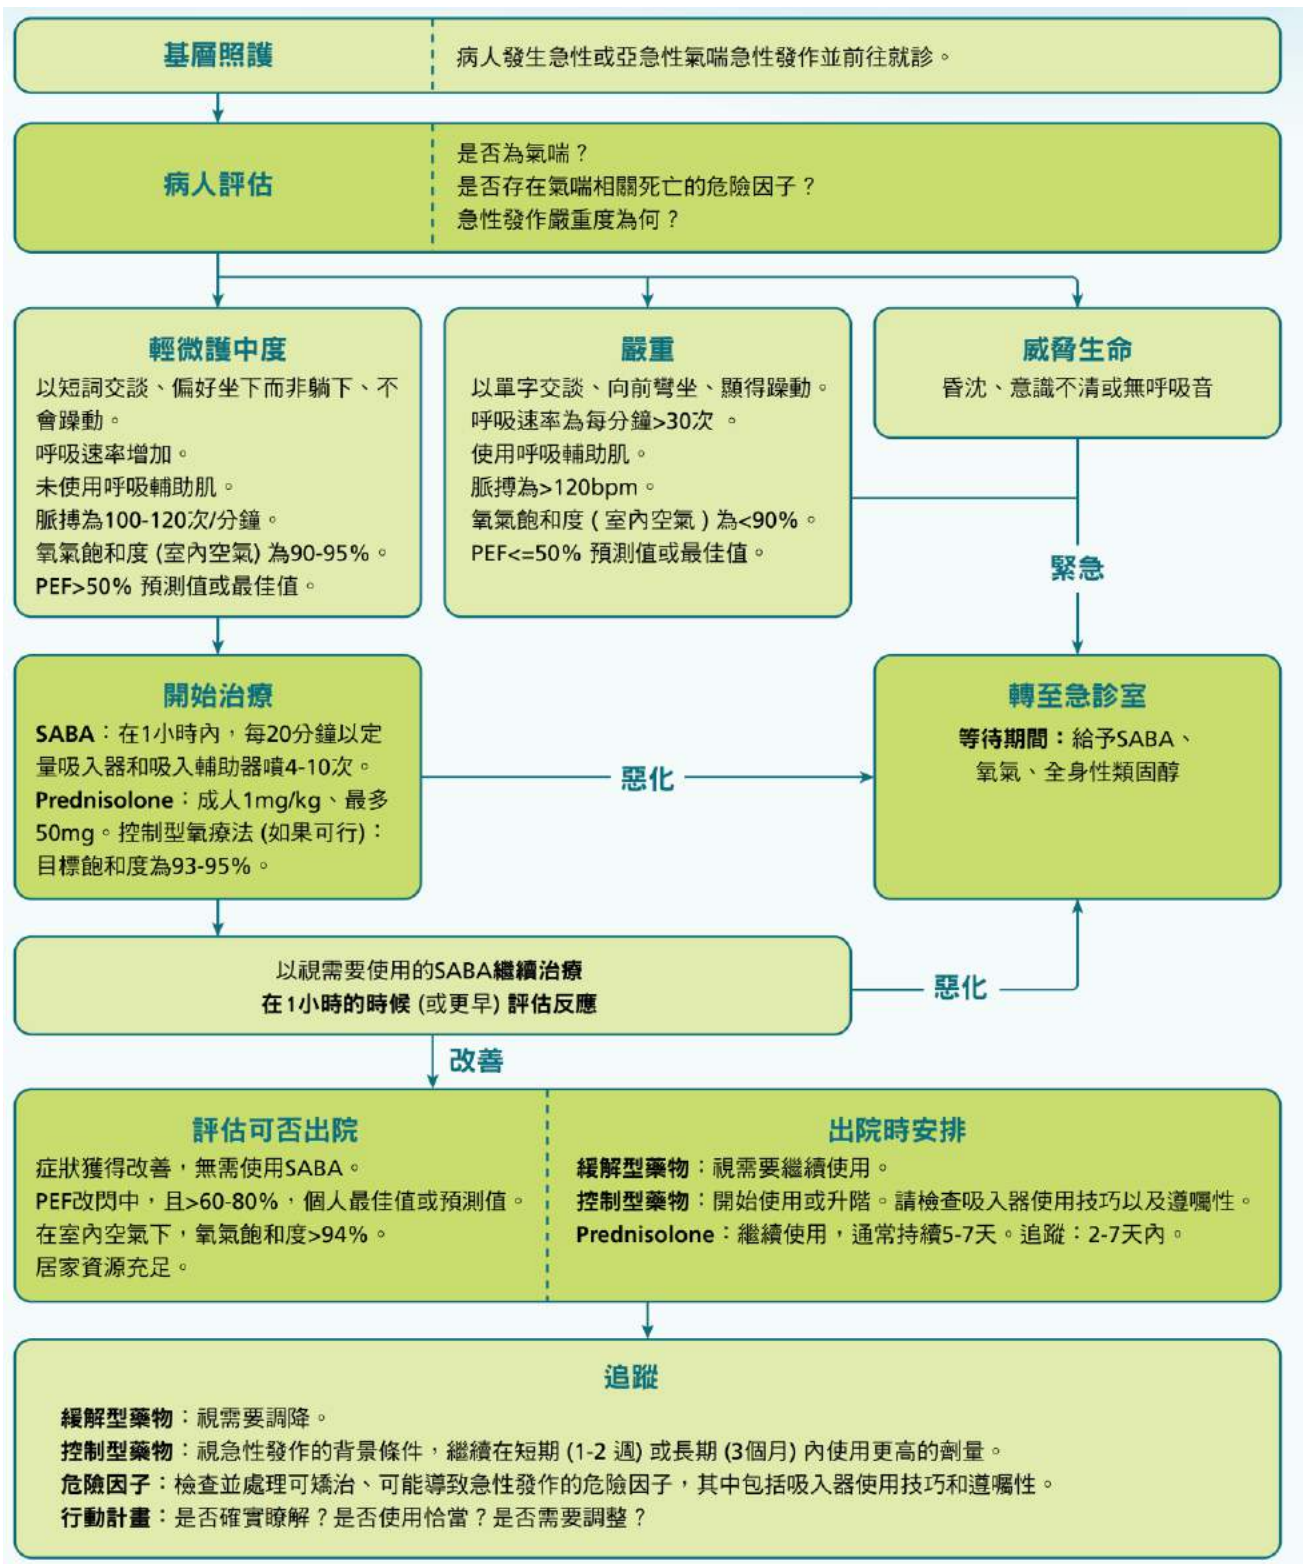 基層照護
病人發生急性或亞急性氣喘急性發作並前往就診。
病人評估
是否為氣喘？
是否存在氣喘相關死亡的危險因子？
急性發作嚴重度為何？
輕微護中度
以短詞交談、偏好坐下而非躺下、不
會躁動。
呼吸速率增加。
未使用呼吸輔助肌。
脈搏為100-120次/分鐘。
氧氣飽和度 (室內空氣) 為90-95%。
PEF>50% 預測值或最佳值。
嚴重
以單字交談、向前彎坐、顯得躁動。
呼吸速率為每分鐘>30次 。
使用呼吸輔助肌。
脈搏為>120bpm。
氧氣飽和度 ( 室內空氣 ) 為<90%。
PEF<=50% 預測值或最佳值。
威脅生命
昏沈、意識不清或無呼吸音
緊急
開始治療
SABA：在1小時內，每20分鐘以定
量吸入器和吸入輔助器噴4-10次。
Prednisolone：成人1mg/kg、最多
50mg。控制型氧療法 (如果可行)：
目標飽和度為93-95%。
惡化
轉至急診室
等待期間：給予SABA、
氧氣、全身性類固醇
以視需要使用的SABA繼續治療
在1小時的時候 (或更早) 評估反應
惡化
改善
評估可否出院
症狀獲得改善，無需使用SABA。
PEF改閃中，且>60-80%，個人最佳值或預測值。
在室內空氣下，氧氣飽和度>94%。
居家資源充足。
出院時安排
緩解型藥物：視需要繼續使用。
控制型藥物：開始使用或升階。請檢查吸入器使用技巧以及遵囑性。
Prednisolone：繼續使用，通常持續5-7天。追蹤：2-7天內。
追蹤
緩解型藥物：視需要調降。
控制型藥物：視急性發作的背景條件，繼續在短期 (1-2 週) 或長期 (3個月) 內使用更高的劑量。
危險因子：檢查並處理可矯治、可能導致急性發作的危險因子，其中包括吸入器使用技巧和遵囑性。
行動計畫：是否確實瞭解？是否使用恰當？是否需要調整？